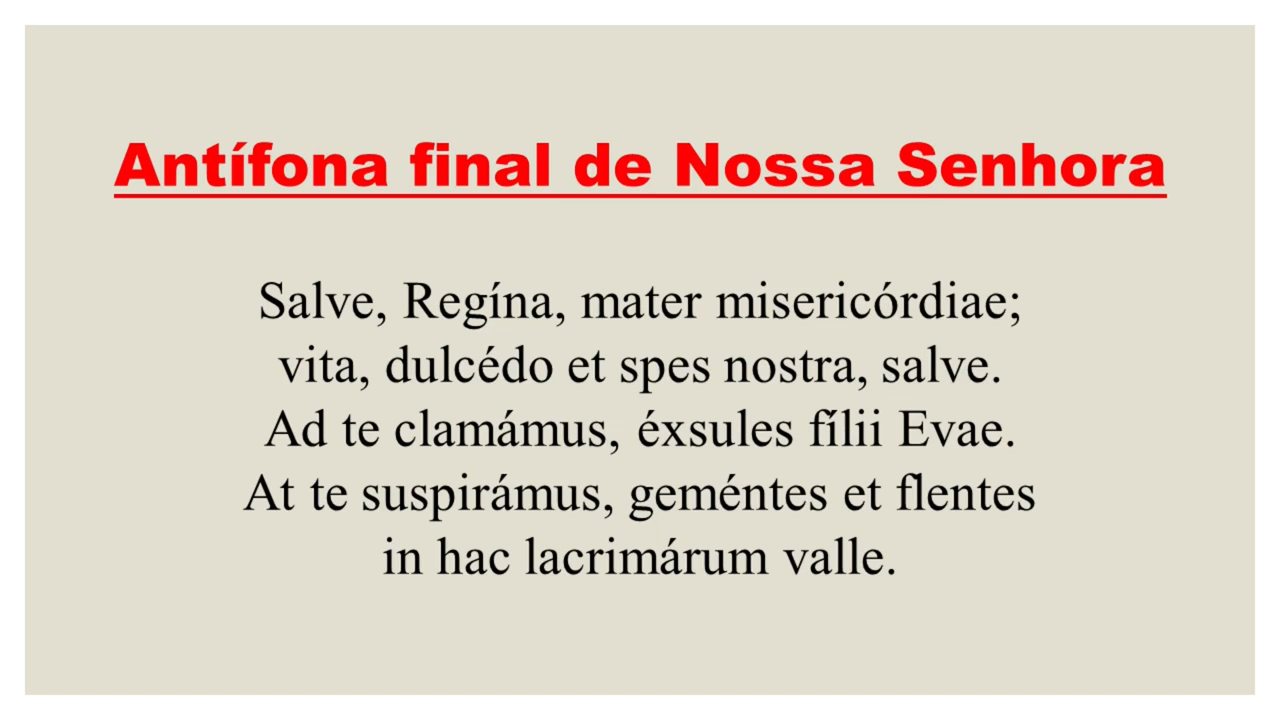 Antífona final de Nossa Senhora
Salve, Regína, mater misericórdiae;
vita, dulcédo et spes nostra, salve.
Ad te clamámus, éxsules fílii Evae.
At te suspirámus, geméntes et flentes
in hac lacrimárum valle.